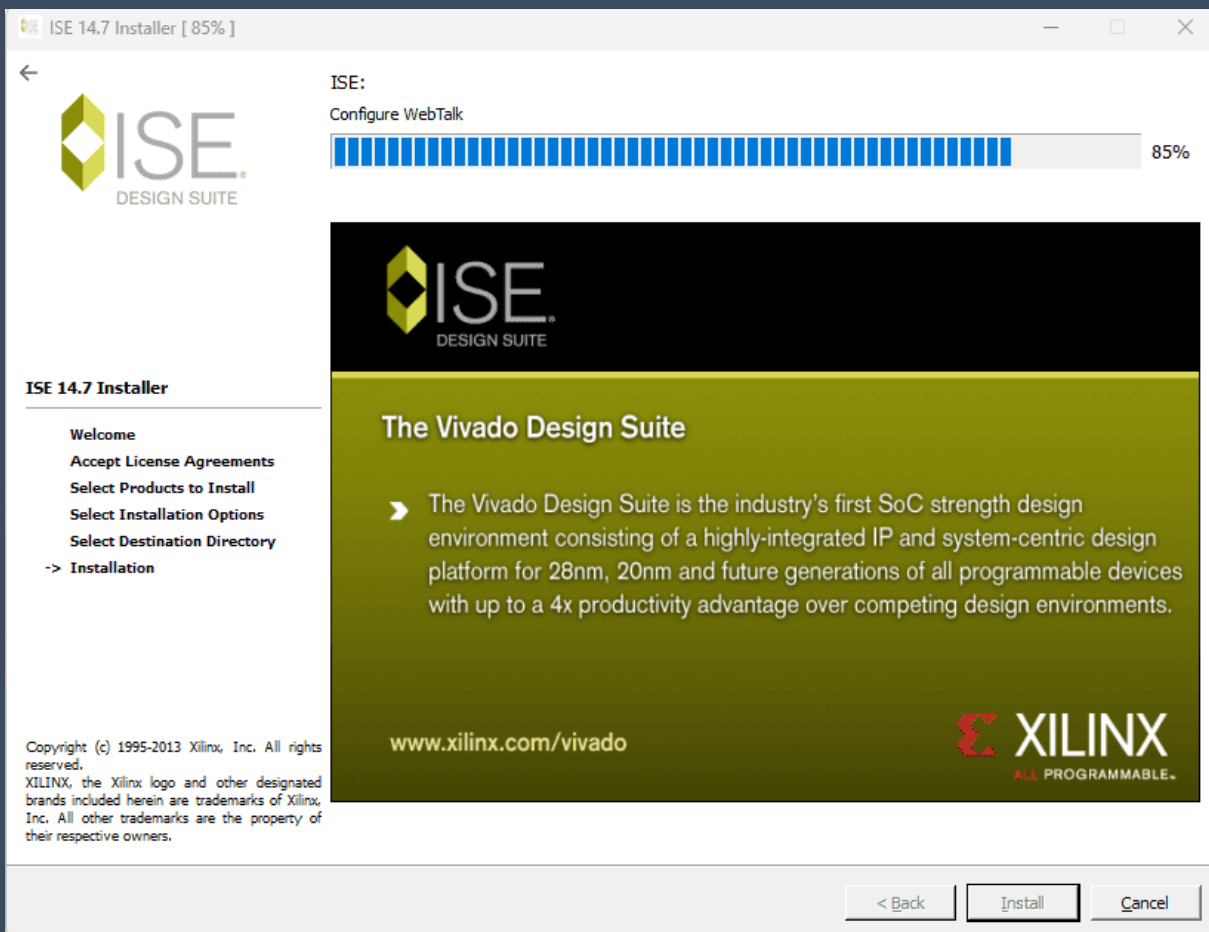 ISE 14.7 Installer [ 85% ]
ISE:
Configure WebTalk
85%
ISE®
DESIGN SUITE
ISE®
DESIGN SUITE
ISE 14.7 Installer
Welcome
Accept License Agreements
Select Products to Install
Select Installation Options
Select Destination Directory
-> Installation
The Vivado Design Suite
The Vivado Design Suite is the industry's first SoC strength design
environment consisting of a highly-integrated IP and system-centric design
platform for 28nm, 20nm and future generations of all programmable devices
with up to a 4x productivity advantage over competing design environments.
www.xilinx.com/vivado
XILINX
ALL PROGRAMMABLE™
Copyright (c) 1995-2013 Xilinx, Inc. All rights
reserved.
XILINX, the Xilinx logo and other designated
brands included herein are trademarks of Xilinx,
Inc. All other trademarks are the property of
their respective owners.
< Back
Install
Cancel